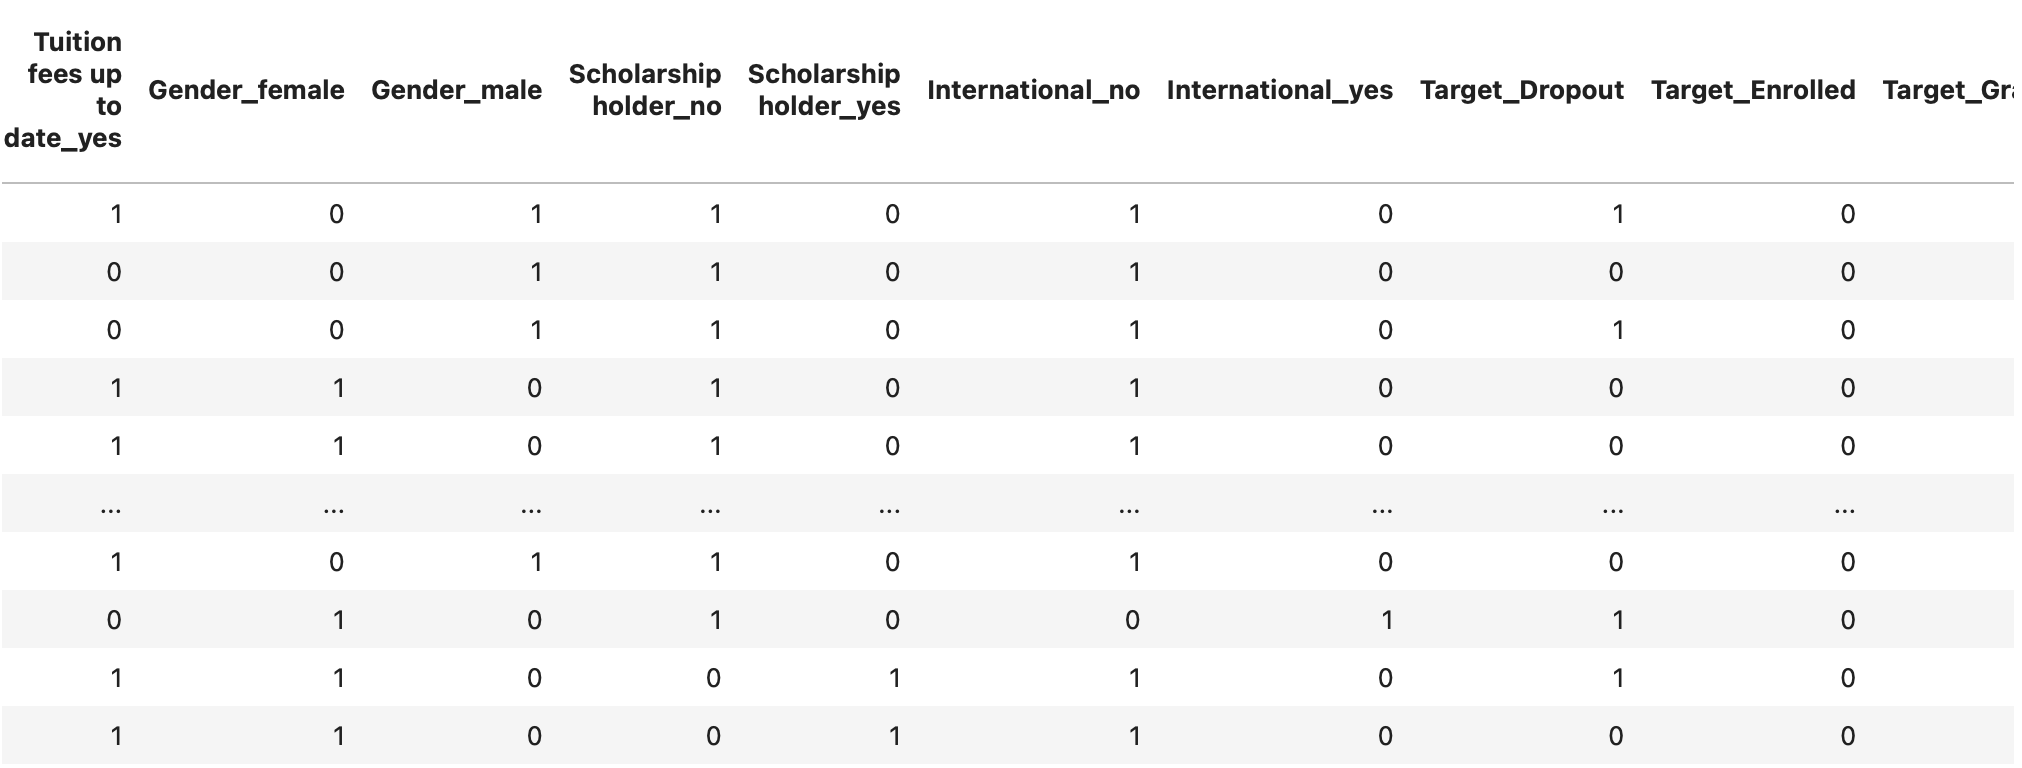 Tuition fees up to date_yes Gender_female Gender_male Scholarship holder_no Scholarship holder_yes International_no International_yes Target_Dropout Target_Enrolled Target_Gra
1 0 1 1 0 1 0 1 0
0 0 1 1 0 1 0 0 0
0 0 1 1 0 1 0 1 0
1 1 0 1 0 1 0 0 0
1 1 0 1 0 1 0 0 0
... ... ... ... ... ... ... ... ...
1 0 1 1 0 1 0 0 0
0 1 0 1 0 0 1 1 0
1 1 0 0 1 1 0 1 0
1 1 0 0 1 1 0 0 0